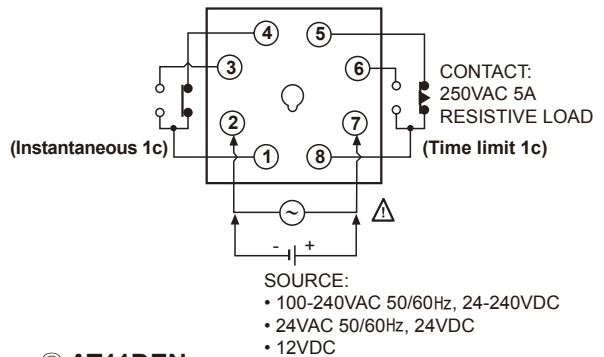 4 5
3 6
CONTACT:
250VAC 5A
RESISTIVE LOAD
2 7
(Instantaneous 1c) (Time limit 1c)
1 8
~
- +
SOURCE:
• 100-240VAC 50/60Hz, 24-240VDC
• 24VAC 50/60Hz, 24VDC
• 12VDC